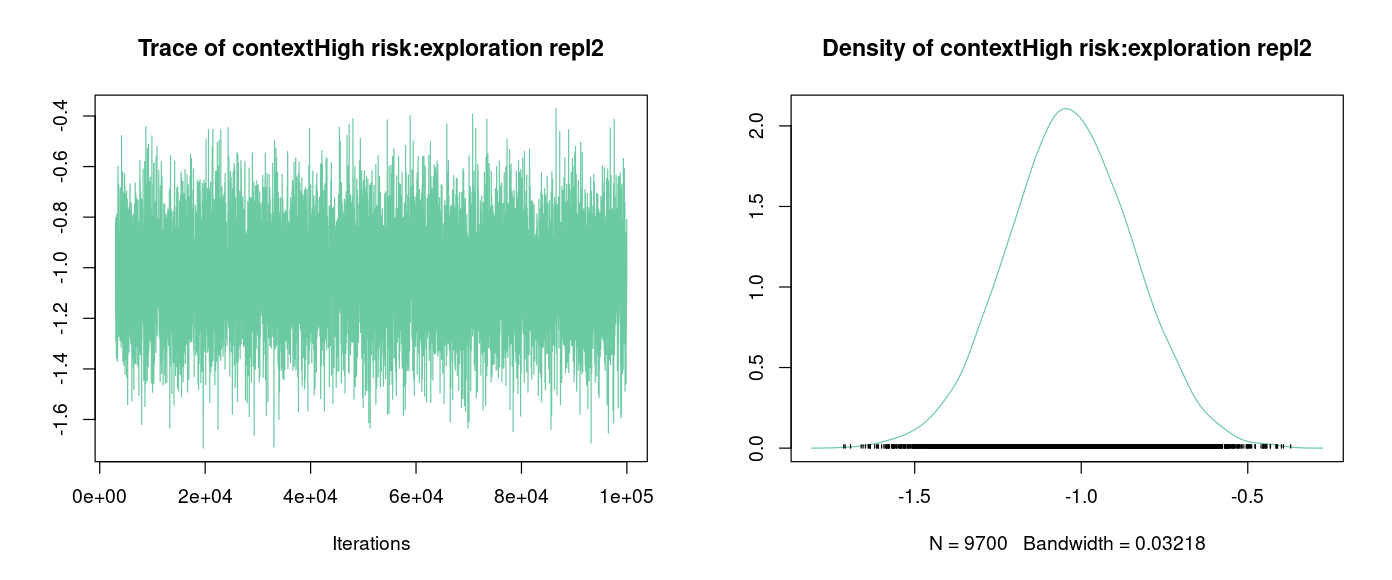 Trace of contextHigh risk:exploration repl2
-0.4
-0.6
-0.8
-1.0
-1.2
-1.4
-1.6
0e+00 2e+04 4e+04 6e+04 8e+04 1e+05
Iterations
Density of contextHigh risk:exploration repl2
2.0
1.5
1.0
0.5
0.0
-1.5 -1.0 -0.5
N = 9700 Bandwidth = 0.03218